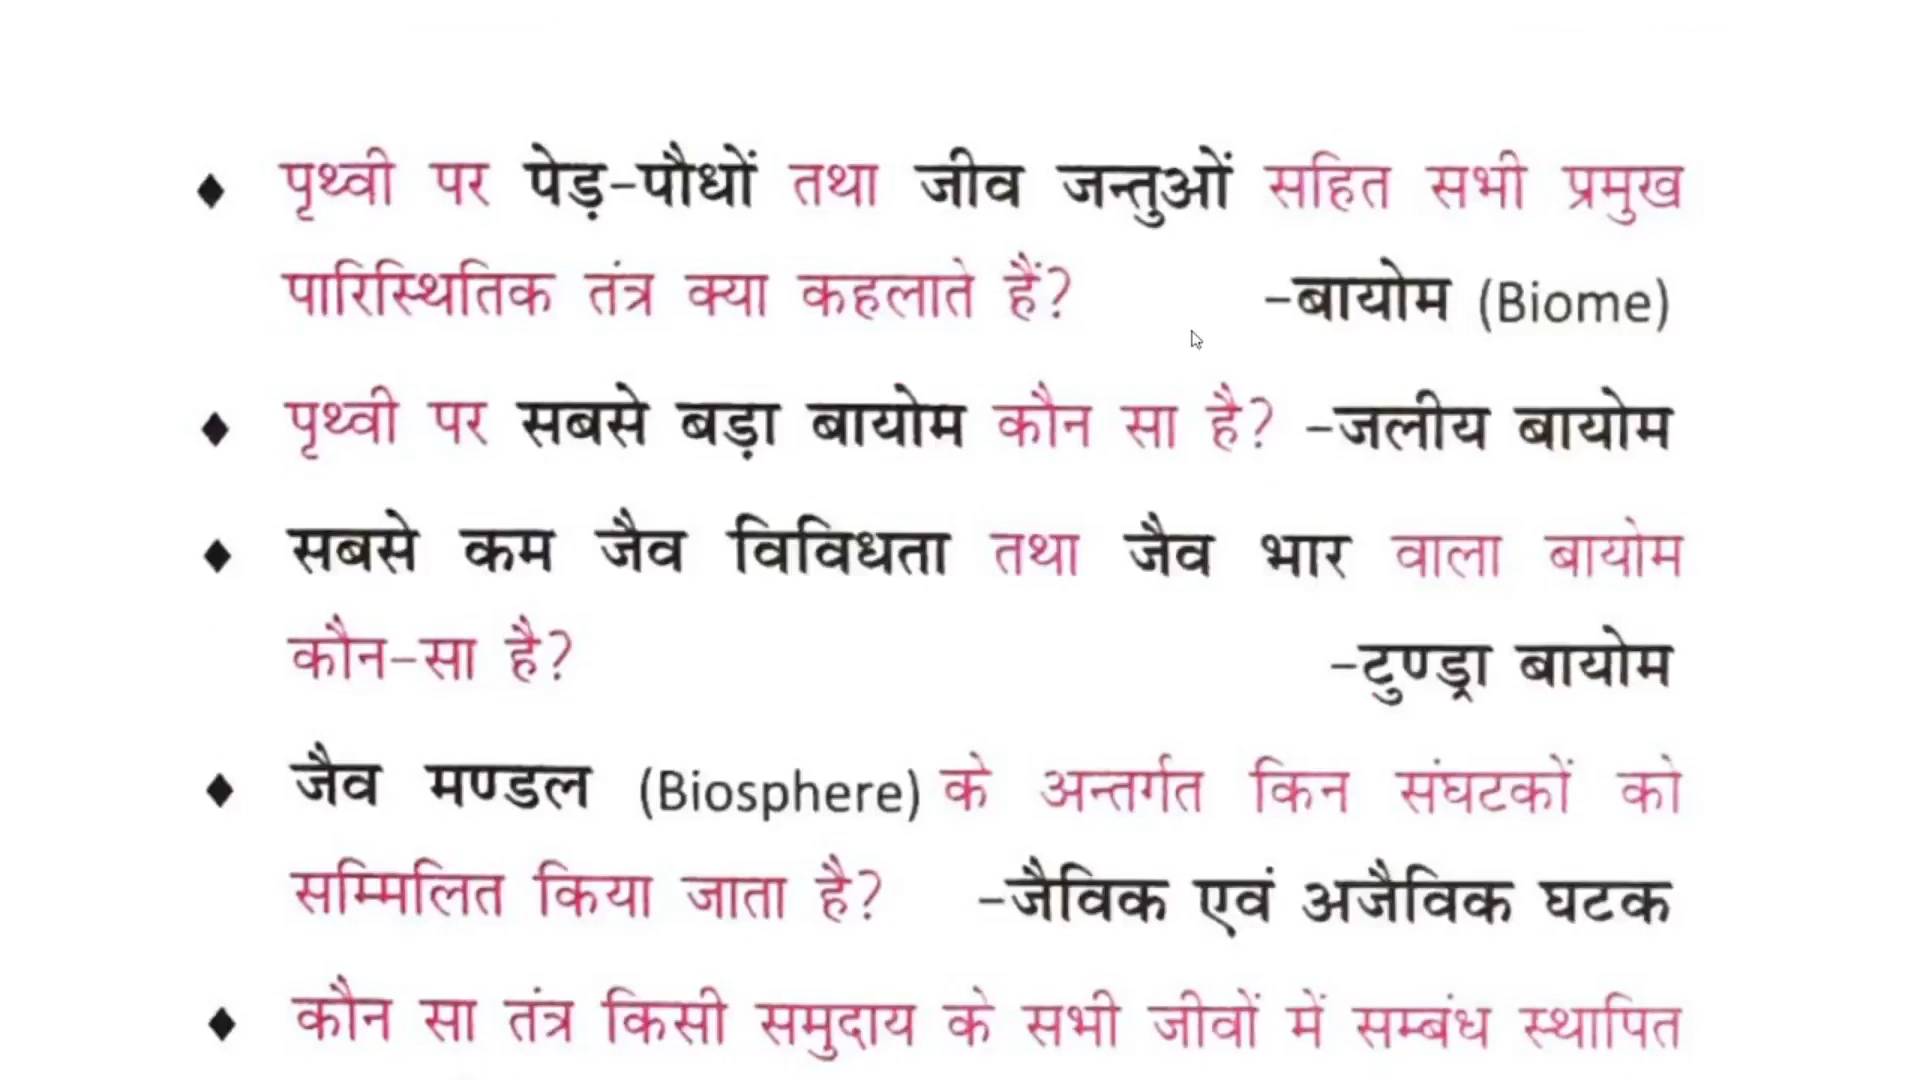 ♦ पृथ्वी पर पेड़-पौधों तथा जीव जन्तुओं सहित सभी प्रमुख
पारिस्थितिक तंत्र क्या कहलाते हैं? -बायोम (Biome)
♦ पृथ्वी पर सबसे बड़ा बायोम कौन सा है? -जलीय बायोम
♦ सबसे कम जैव विविधता तथा जैव भार वाला बायोम
कौन-सा है? -टुण्ड्रा बायोम
♦ जैव मण्डल (Biosphere) के अन्तर्गत किन संघटकों को
सम्मिलित किया जाता है? -जैविक एवं अजैविक घटक
♦ कौन सा तंत्र किसी समुदाय के सभी जीवों में सम्बंध स्थापित